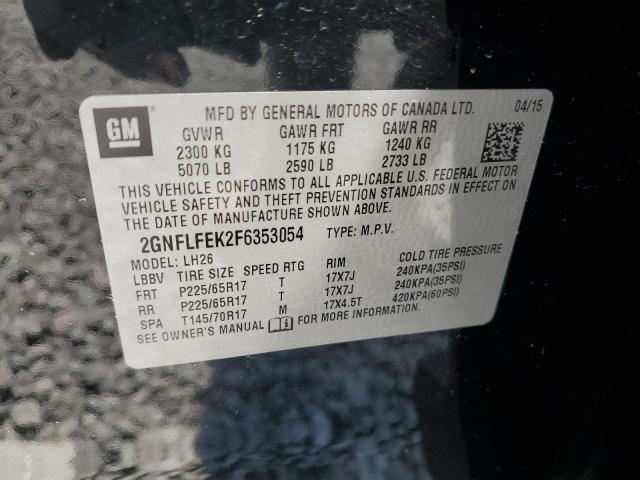 GM
MFD BY GENERAL MOTORS OF CANADA LTD. 04/15
GVWR GAWR FRT GAWR RR
2300 KG 1175 KG 1240 KG
5070 LB 2590 LB 2733 LB
THIS VEHICLE CONFORMS TO ALL APPLICABLE U.S. FEDERAL MOTOR
VEHICLE SAFETY AND THEFT PREVENTION STANDARDS IN EFFECT ON
THE DATE OF MANUFACTURE SHOWN ABOVE.
2GNFLFEK2F6353054 TYPE: M.P.V.
MODEL: LH26
LBBV TIRE SIZE SPEED RTG RIM COLD TIRE PRESSURE
FRT P225/65R17 T 17X7J 240KPA(35PSI)
RR P225/65R17 T 17X7J 240KPA(35PSI)
SPA T145/70R17 M 17X4.5T 420KPA(60PSI)
SEE OWNER'S MANUAL FOR MORE INFORMATION.